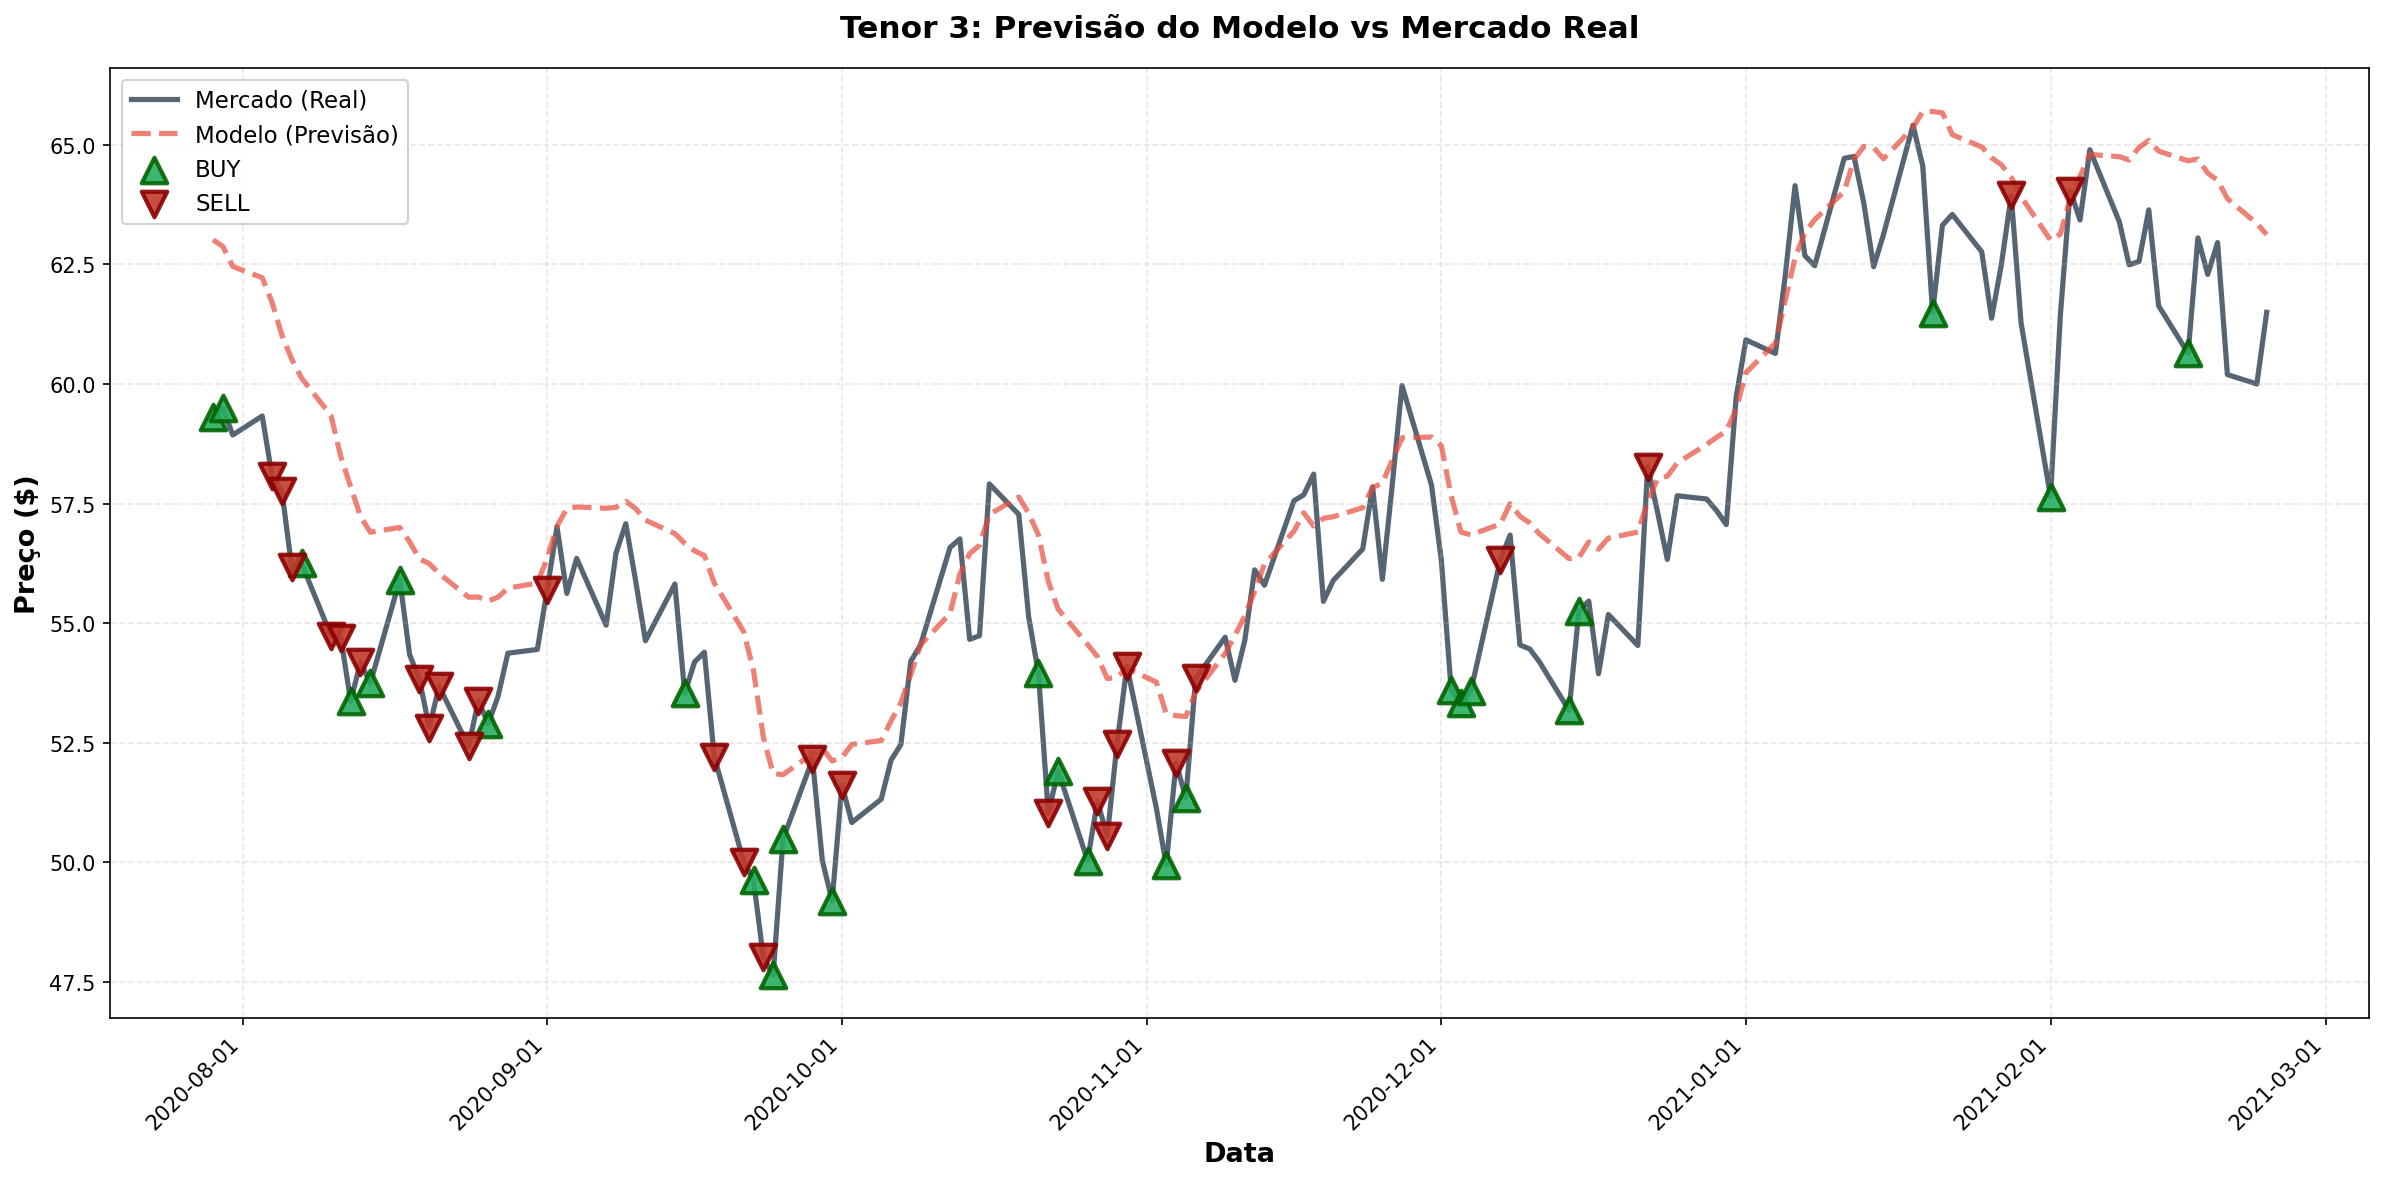 Tenor 3: Previsão do Modelo vs Mercado Real
Mercado (Real)
Modelo (Previsão)
BUY
SELL
Preço ($)
65.0
62.5
60.0
57.5
55.0
52.5
50.0
47.5
2020-08-01
2020-09-01
2020-10-01
2020-11-01
2020-12-01
2021-01-01
2021-02-01
2021-03-01
Data